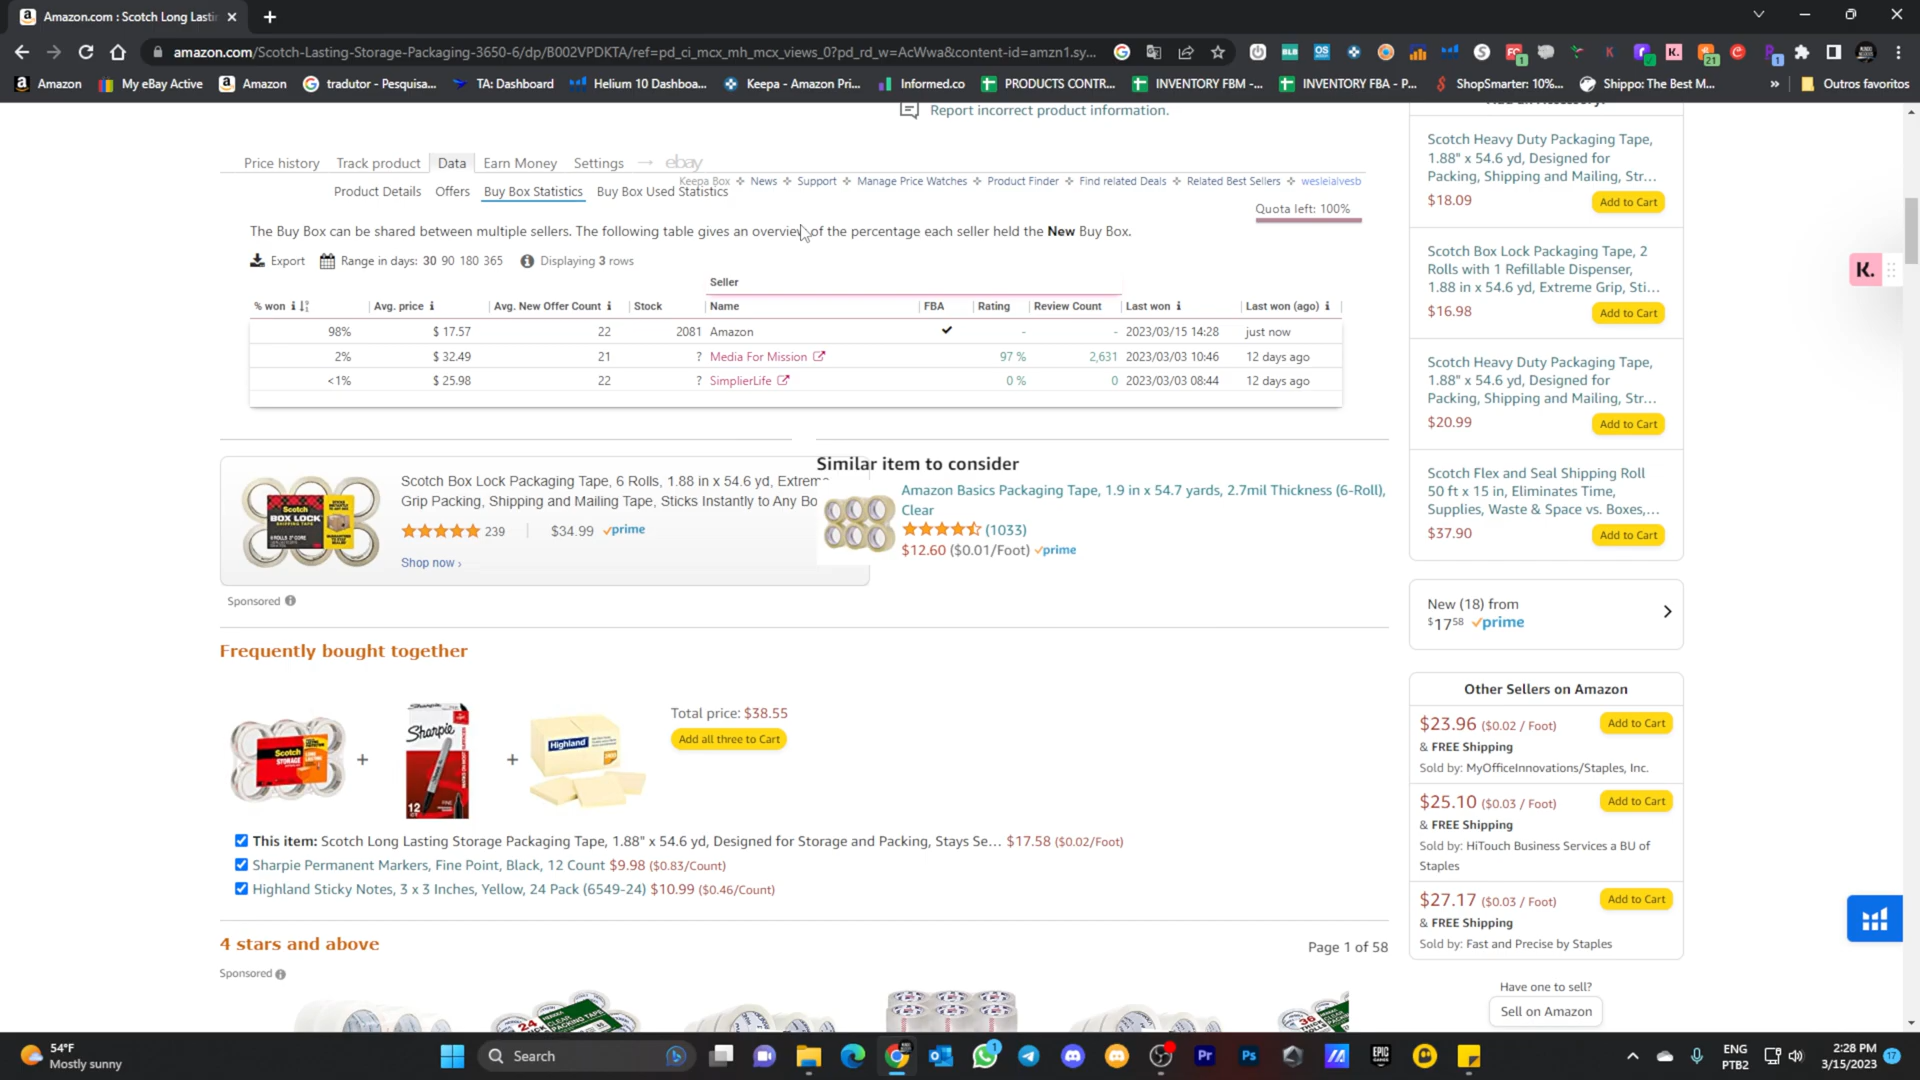 Amazon.com : Scotch Long Lasti
amazon.com/Scotch-Lasting-Storage-Packaging-3650-6/dp/B002VPDKTA/ref=pd_ci_mcx_mh_mcx_views_0?pd_rd_w=AcWwa&content-id=amzn1.sy...
Amazon My eBay Active Amazon tradutor - Pesquisa... TA: Dashboard Helium 10 Dashboa... Keepa - Amazon Pri... Informed.co PRODUCTS CONTR... INVENTORY FBM -... INVENTORY FBA - P... ShopSmarter: 10%... Shippo: The Best M... » Outros favoritos
Report incorrect product information.
Price history Track product Data Earn Money Settings → ebay
Keepa Box News Support Manage Price Watches Product Finder Find related Deals Related Best Sellers wesleialvesb
Product Details Offers Buy Box Statistics Buy Box Used Statistics
Quota left: 100%
The Buy Box can be shared between multiple sellers. The following table gives an overview of the percentage each seller held the New Buy Box.
Export Range in days: 30 90 180 365 Displaying 3 rows
Seller
% won Avg. price Avg. New Offer Count Stock Name FBA Rating Review Count Last won Last won (ago)
98% $ 17.57 22 2081 Amazon ✔ - - 2023/03/15 14:28 just now
2% $ 32.49 21 ? Media For Mission 97 % 2,631 2023/03/03 10:46 12 days ago
<1% $ 25.98 22 ? SimplierLife 0 % 0 2023/03/03 08:44 12 days ago
Scotch Box Lock Packaging Tape, 6 Rolls, 1.88 in x 54.6 yd, Extreme
Grip Packing, Shipping and Mailing Tape, Sticks Instantly to Any Bo
239 $34.99 prime
Shop now ›
Scotch
BOX LOCK
Sponsored
Similar item to consider
Amazon Basics Packaging Tape, 1.9 in x 54.7 yards, 2.7mil Thickness (6-Roll),
Clear
(1033)
$12.60 ($0.01/Foot) prime
Frequently bought together
Scotch
STORAGE
+
Sharpie
Sharpie
FINE
12
+
Highland
Total price: $38.55
Add all three to Cart
This item: Scotch Long Lasting Storage Packaging Tape, 1.88" x 54.6 yd, Designed for Storage and Packing, Stays Se... $17.58 ($0.02/Foot)
Sharpie Permanent Markers, Fine Point, Black, 12 Count $9.98 ($0.83/Count)
Highland Sticky Notes, 3 x 3 Inches, Yellow, 24 Pack (6549-24) $10.99 ($0.46/Count)
4 stars and above
Page 1 of 58
Sponsored
24
36
Scotch Heavy Duty Packaging Tape,
1.88" x 54.6 yd, Designed for
Packing, Shipping and Mailing, Str...
$18.09 Add to Cart
Scotch Box Lock Packaging Tape, 2
Rolls with 1 Refillable Dispenser,
1.88 in x 54.6 yd, Extreme Grip, Sti...
$16.98 Add to Cart
Scotch Heavy Duty Packaging Tape,
1.88" x 54.6 yd, Designed for
Packing, Shipping and Mailing, Str...
$20.99 Add to Cart
Scotch Flex and Seal Shipping Roll
50 ft x 15 in, Eliminates Time,
Supplies, Waste & Space vs. Boxes,...
$37.90 Add to Cart
New (18) from
$17 58 prime
Other Sellers on Amazon
$23.96 ($0.02 / Foot) Add to Cart
& FREE Shipping
Sold by: MyOfficeInnovations/Staples, Inc.
$25.10 ($0.03 / Foot) Add to Cart
& FREE Shipping
Sold by: HiTouch Business Services a BU of
Staples
$27.17 ($0.03 / Foot) Add to Cart
& FREE Shipping
Sold by: Fast and Precise by Staples
Have one to sell?
Sell on Amazon
K.
54°F
Mostly sunny
Search
Pr
Ps
EPIC
ENG
PTB2
2:28 PM
3/15/2023
17